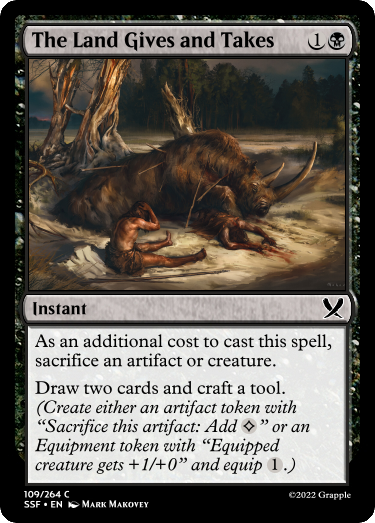 The Land Gives and Takes 1
Instant
As an additional cost to cast this spell,
sacrifice an artifact or creature.
Draw two cards and craft a tool.
(Create either an artifact token with
“Sacrifice this artifact: Add ” or an
Equipment token with “Equipped
creature gets +1/+0” and equip 1.)
109/264 C
SSF • EN Mark Makovey
©2022 Grapple